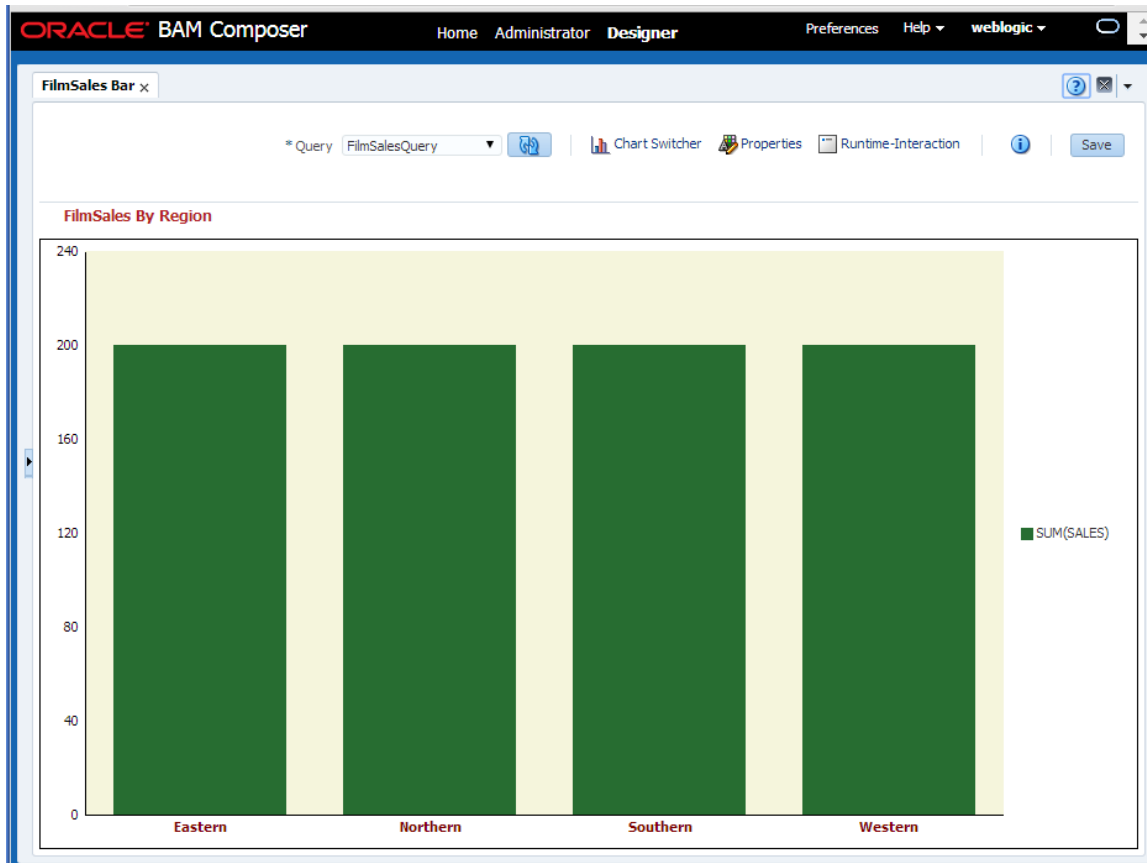 ORACLE BAM Composer Home Administrator Designer Preferences Help weblogic
FilmSales Bar x
* Query FilmSalesQuery Chart Switcher Properties Runtime-Interaction Save
FilmSales By Region
240
200
160
120
80
40
0
SUM(SALES)
Eastern Northern Southern Western